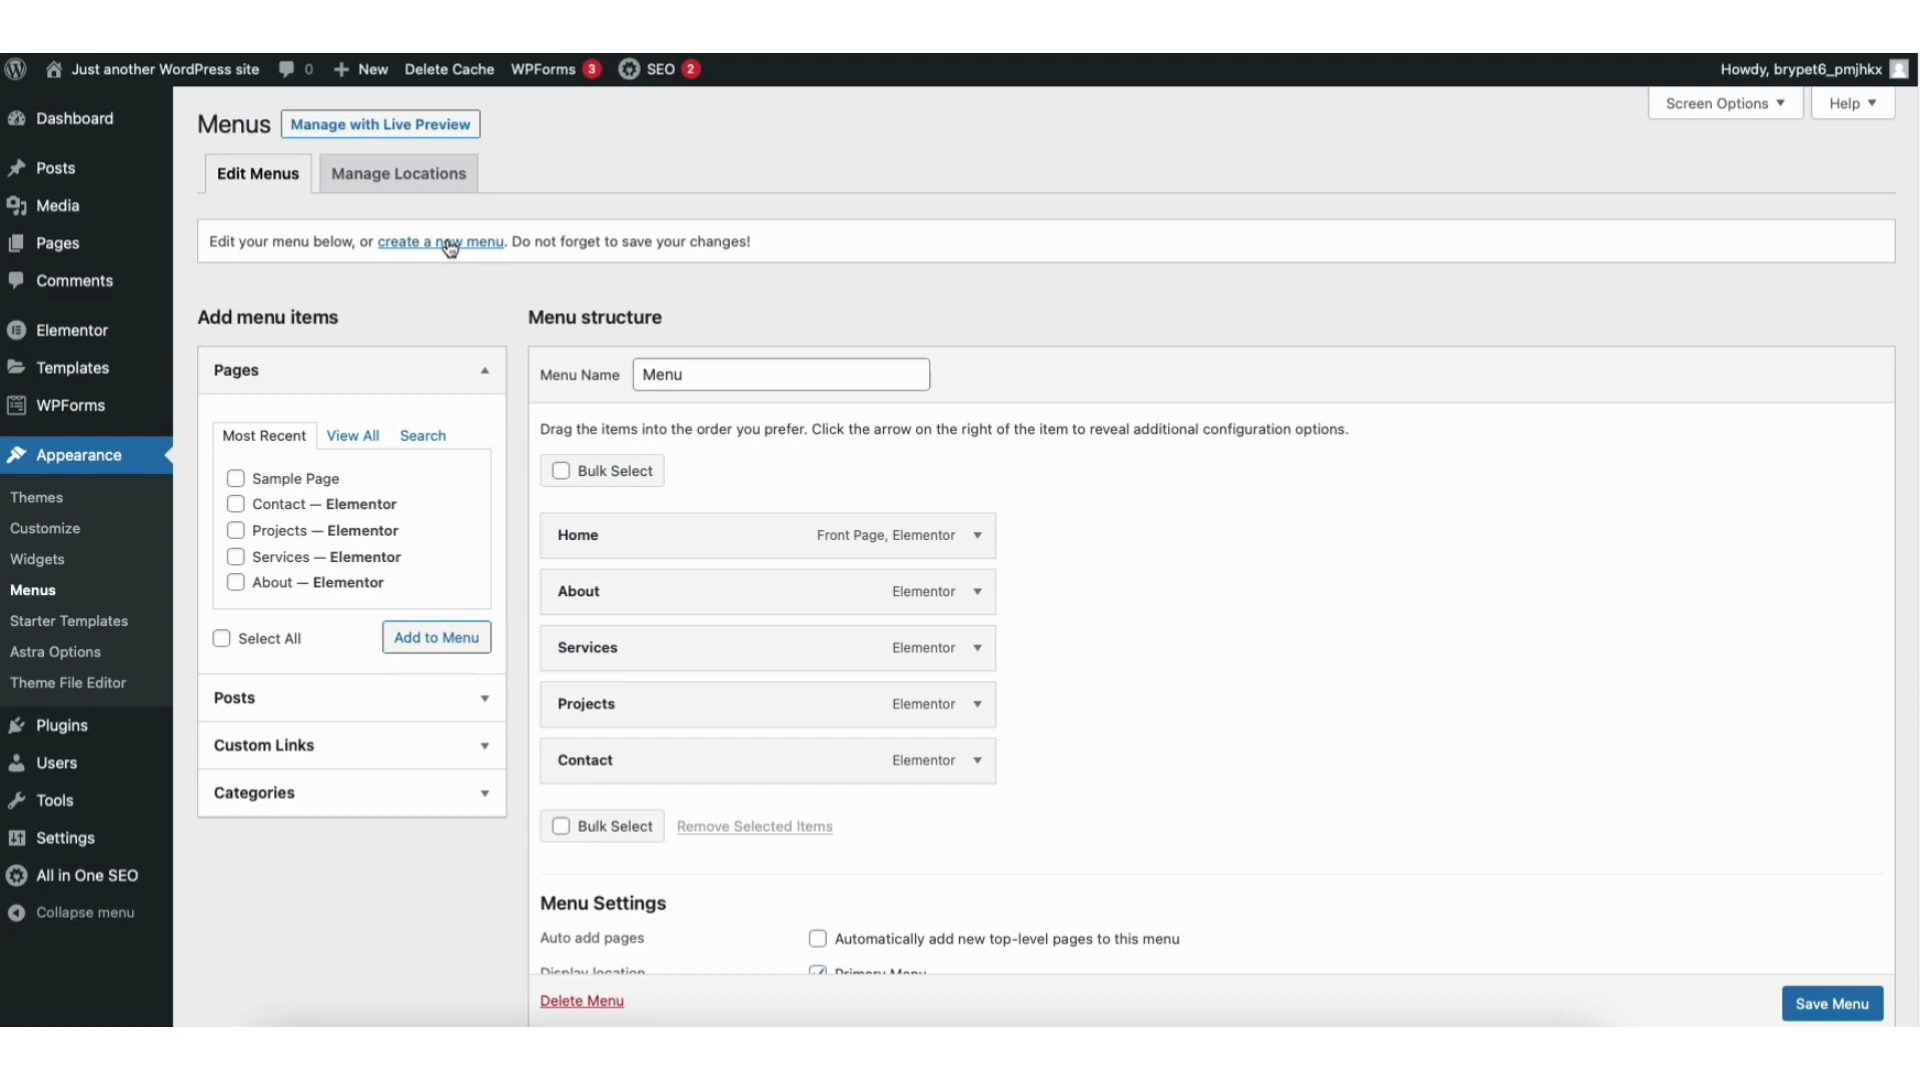 Just another WordPress site 0 New Delete Cache WPForms 3 SEO 2 Howdy, brypet6_pmjhkx
Screen Options Help
Dashboard
Posts
Media
Pages
Comments
Elementor
Templates
WPForms
Appearance
Themes
Customize
Widgets
Menus
Starter Templates
Astra Options
Theme File Editor
Plugins
Users
Tools
Settings
All in One SEO
Collapse menu
Menus Manage with Live Preview
Edit Menus Manage Locations
Edit your menu below, or create a new menu. Do not forget to save your changes!
Add menu items
Pages
Most Recent View All Search
Sample Page
Contact — Elementor
Projects — Elementor
Services — Elementor
About — Elementor
Select All Add to Menu
Posts
Custom Links
Categories
Menu structure
Menu Name Menu
Drag the items into the order you prefer. Click the arrow on the right of the item to reveal additional configuration options.
Bulk Select
Home Front Page, Elementor
About Elementor
Services Elementor
Projects Elementor
Contact Elementor
Bulk Select Remove Selected Items
Menu Settings
Auto add pages Automatically add new top-level pages to this menu
Display location Primary Menu
Delete Menu Save Menu